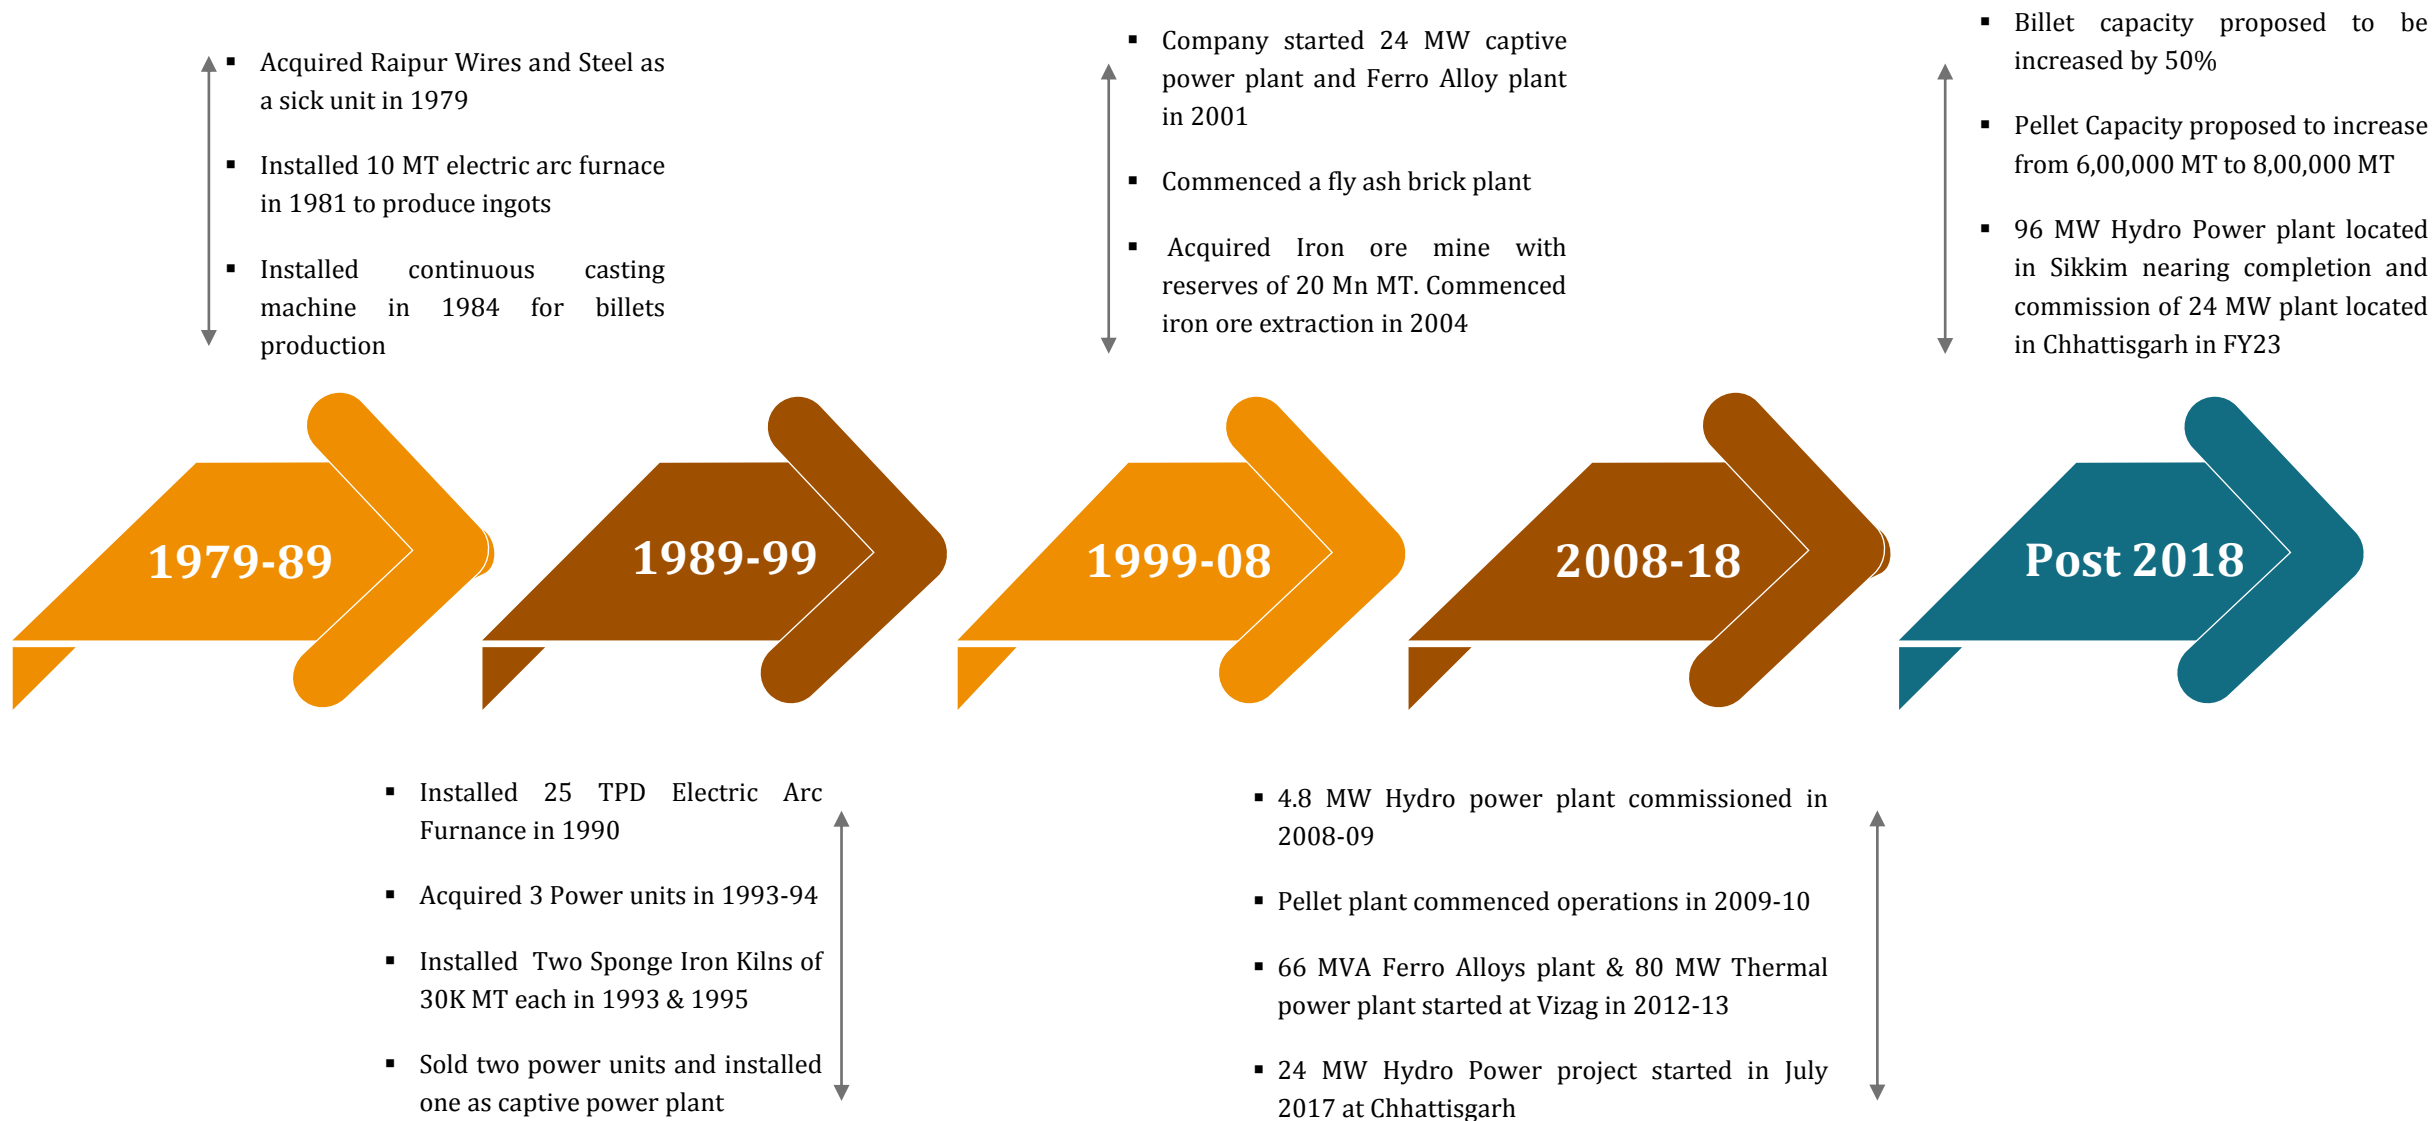 Acquired Raipur Wires and Steel as
a sick unit in 1979
Installed 10 MT electric arc furnace
in 1981 to produce ingots
Installed continuous casting
machine in 1984 for billets
production
Company started 24 MW captive
power plant and Ferro Alloy plant
in 2001
Commenced a fly ash brick plant
Acquired Iron ore mine with
reserves of 20 Mn MT. Commenced
iron ore extraction in 2004
Billet capacity proposed to be
increased by 50%
Pellet Capacity proposed to increase
from 6,00,000 MT to 8,00,000 MT
96 MW Hydro Power plant located
in Sikkim nearing completion and
commission of 24 MW plant located
in Chhattisgarh in FY23
1979-89
1989-99
1999-08
2008-18
Post 2018
Installed 25 TPD Electric Arc
Furnance in 1990
Acquired 3 Power units in 1993-94
Installed Two Sponge Iron Kilns of
30K MT each in 1993 & 1995
Sold two power units and installed
one as captive power plant
4.8 MW Hydro power plant commissioned in
2008-09
Pellet plant commenced operations in 2009-10
66 MVA Ferro Alloys plant & 80 MW Thermal
power plant started at Vizag in 2012-13
24 MW Hydro Power project started in July
2017 at Chhattisgarh